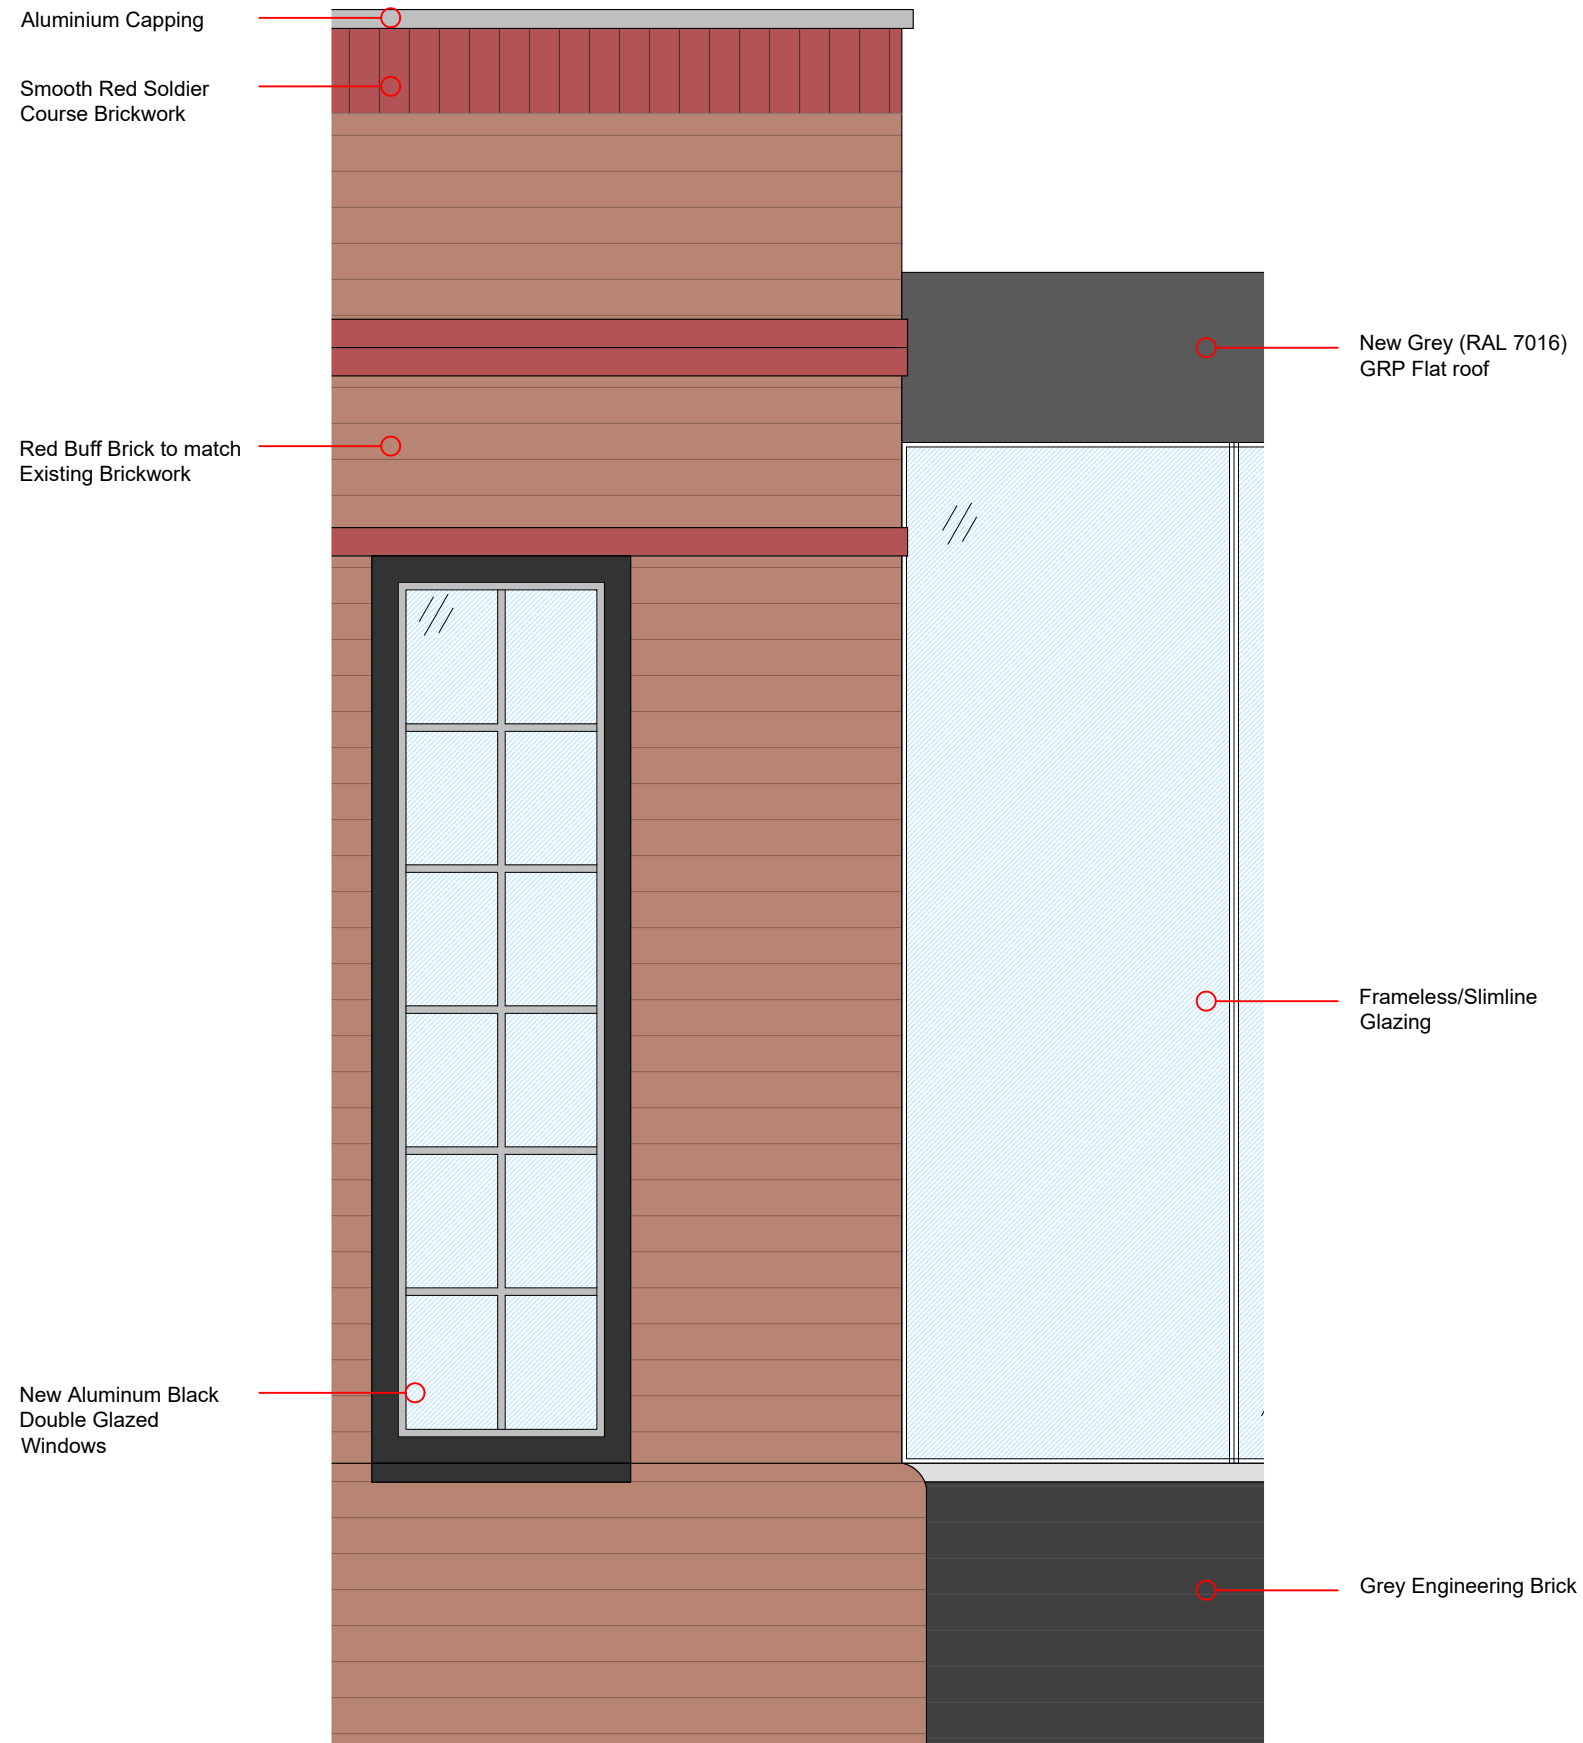 Aluminium Capping
Smooth Red Soldier
Course Brickwork
New Grey (RAL 7016)
GRP Flat roof
Red Buff Brick to match
Existing Brickwork
Frameless/Slimline
Glazing
New Aluminum Black
Double Glazed
Windows
Grey Engineering Brick